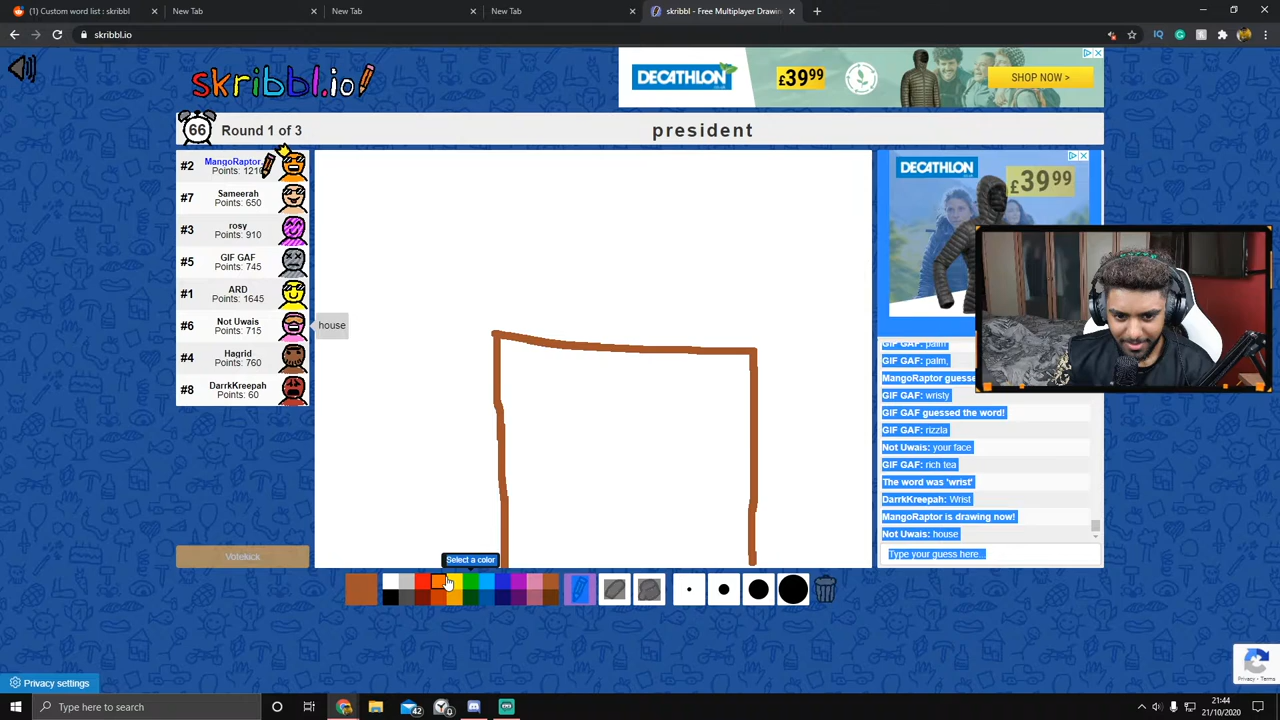 (1) Custom word list : skribbl
New Tab
New Tab
New Tab
skribbl - Free Multiplayer Drawin
skribbl.io
skribbl.io
DECATHLON
£39⁹⁹
SHOP NOW >
66
Round 1 of 3
president
#2
MangoRaptor
Points: 1210
#7
Sameerah
Points: 650
#3
rosy
Points: 910
#5
GIF GAF
Points: 745
#1
ARD
Points: 1645
#6
Not Uwais
Points: 715
house
#4
Hagrid
Points: 760
#8
DarrkKreepah
Points: 60
Votekick
Select a color
DECATHLON
£39⁹⁹
GIF GAF: palm
GIF GAF: palm,
MangoRaptor guesse
GIF GAF: wristy
GIF GAF guessed the word!
GIF GAF: rizzla
Not Uwais: your face
GIF GAF: rich tea
The word was 'wrist'
DarrkKreepah: Wrist
MangoRaptor is drawing now!
Not Uwais: house
Type your guess here...
Privacy settings
Privacy - Terms
Type here to search
42
21:44
21/10/2020